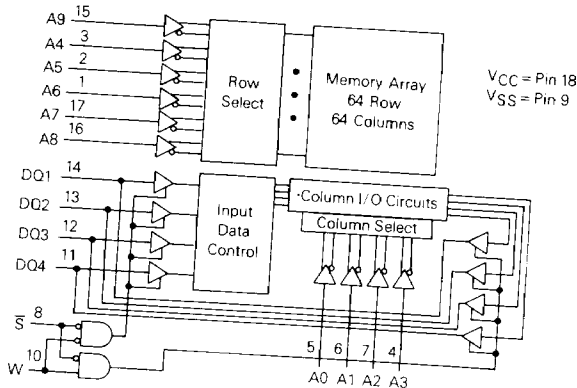 A9 15
A4 3
A5 2
A6 1
A7 17
A8 16
Row
Select
Memory Array
64 Row
64 Columns
VCC = Pin 18
VSS = Pin 9
DQ1 14
DQ2 13
DQ3 12
DQ4 11
Input
Data
Control
Column I/O Circuits
Column Select
S 8
W 10
5 6 7 4
A0 A1 A2 A3